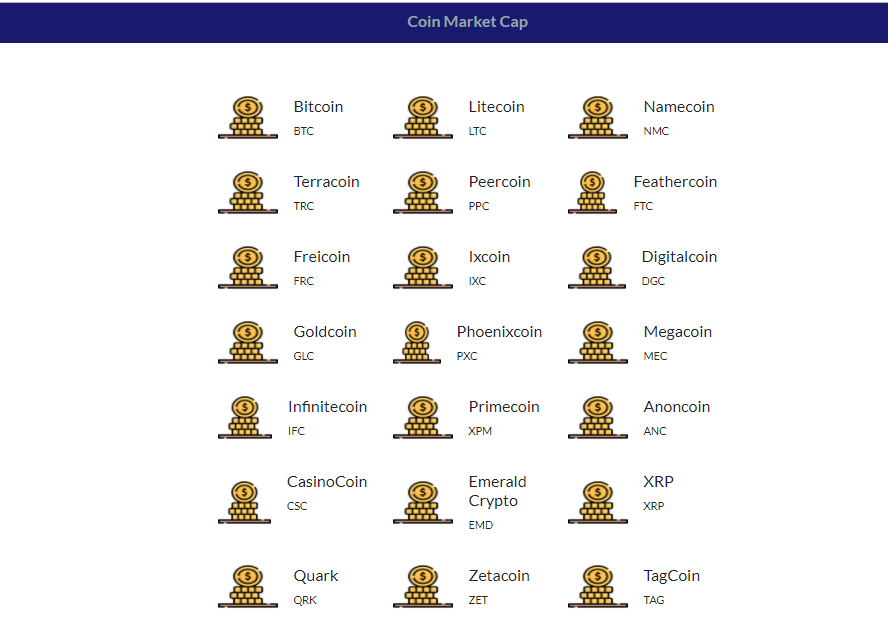 Coin Market Cap
Bitcoin
BTC
Litecoin
LTC
Namecoin
NMC
Terracoin
TRC
Peercoin
PPC
Feathercoin
FTC
Freicoin
FRC
Ixcoin
IXC
Digitalcoin
DGC
Goldcoin
GLC
Phoenixcoin
PXC
Megacoin
MEC
Infinitecoin
IFC
Primecoin
XPM
Anoncoin
ANC
CasinoCoin
CSC
Emerald
Crypto
EMD
XRP
XRP
Quark
QRK
Zetacoin
ZET
TagCoin
TAG